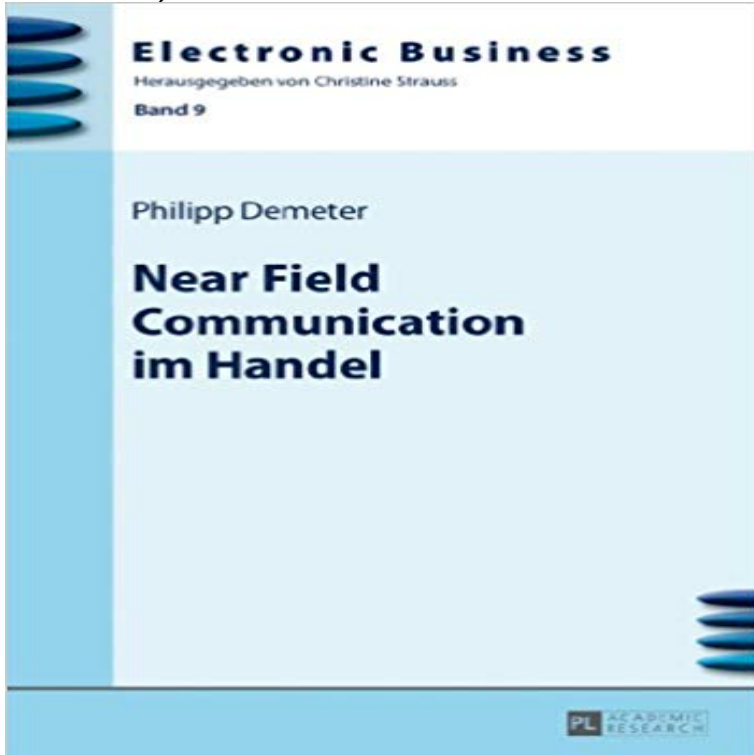 Electronic Business
Herausgegeben von Christine Strauss
Band 9
Philipp Demeter
Near Field
Communication
im Handel
PL ACADEMIC
RESEARCH